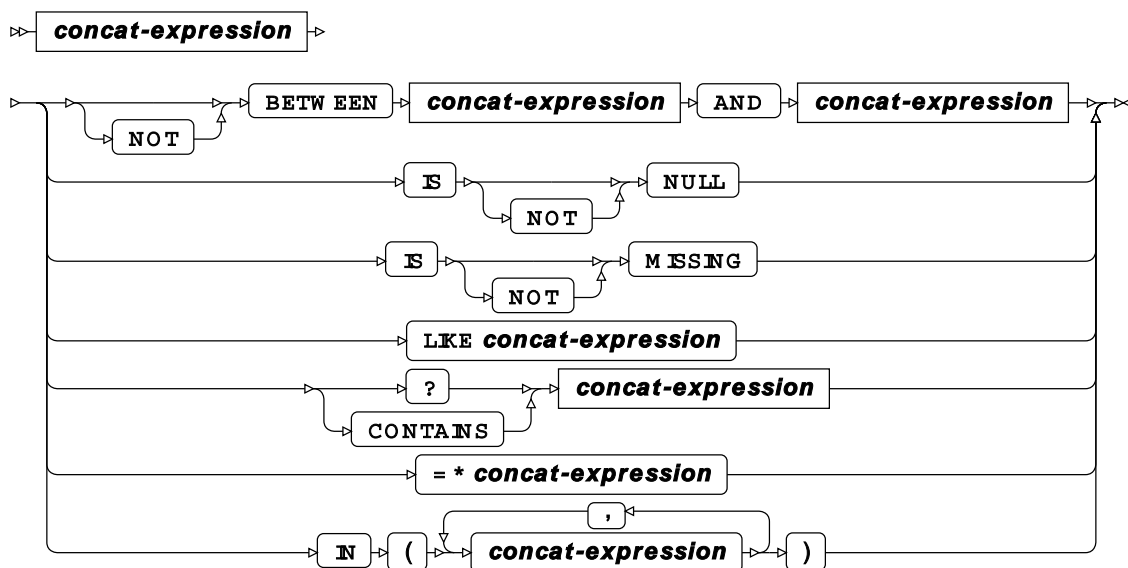 concat-expression
BETWEEN concat-expression AND concat-expression
NOT
IS NULL
NOT
IS MISSING
NOT
LIKE concat-expression
? concat-expression
CONTAINS
=* concat-expression
,
IN ( concat-expression )